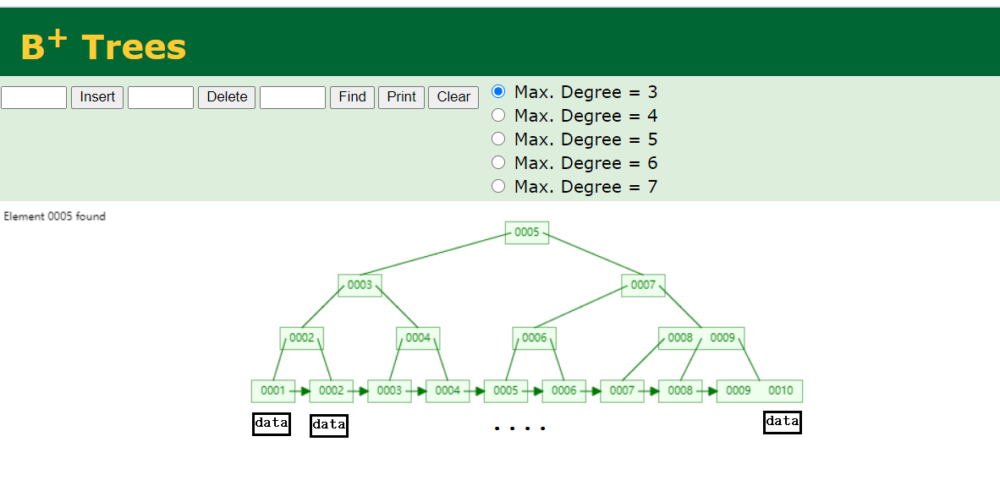 B+ Trees
Insert Delete Find Print Clear
Max. Degree = 3
Max. Degree = 4
Max. Degree = 5
Max. Degree = 6
Max. Degree = 7
Element 0005 found
0005
0003 0007
0002 0004 0006 0008 0009
0001 0002 0003 0004 0005 0006 0007 0008 0009 0010
data data .... data